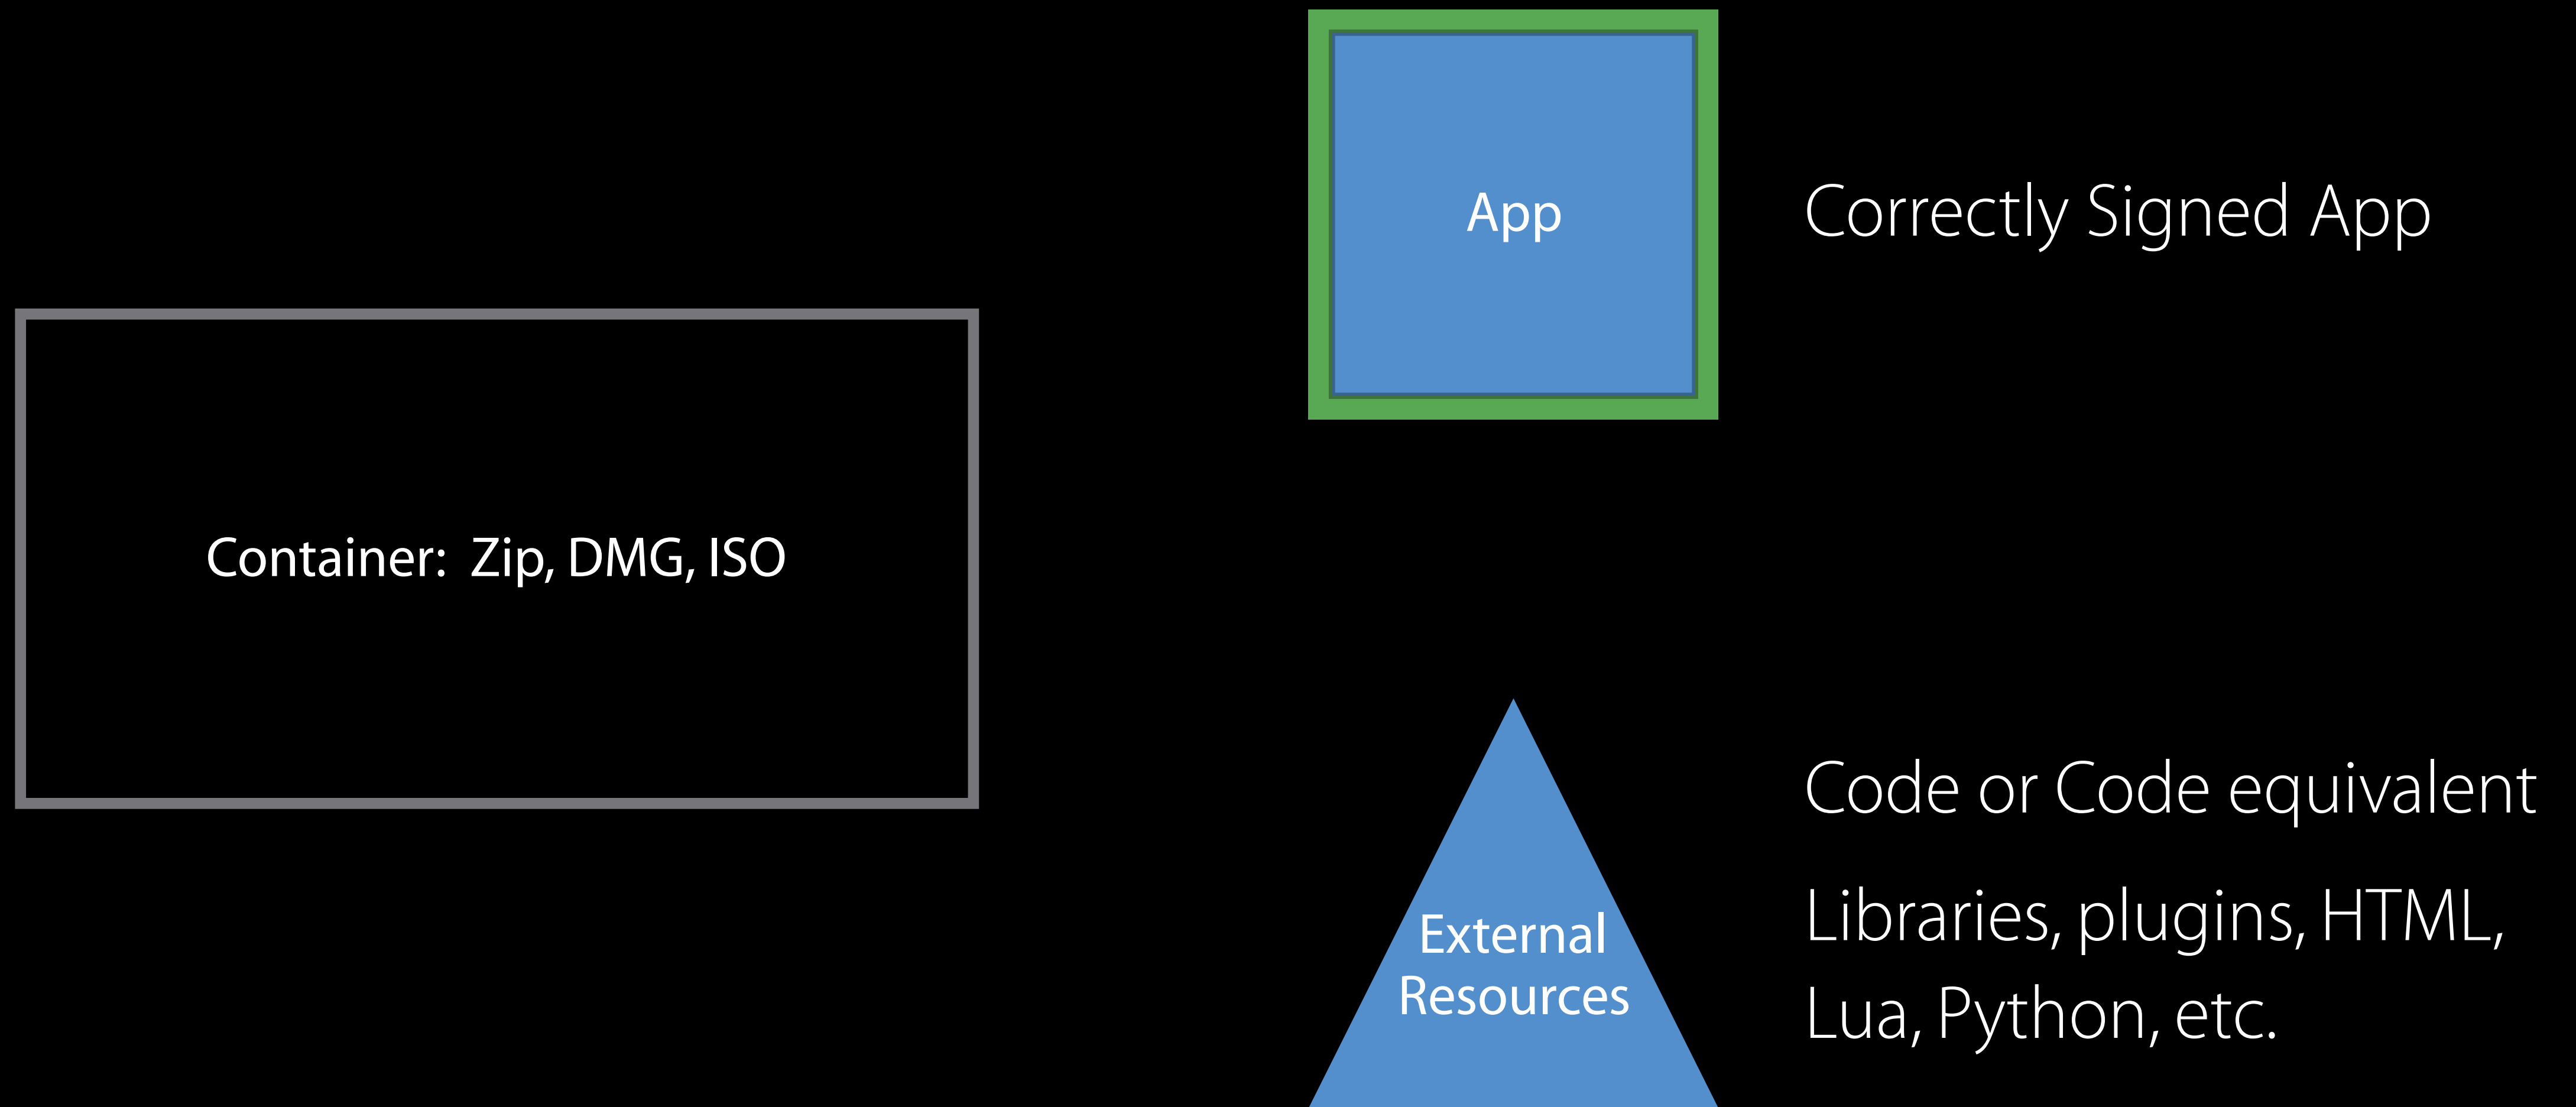 App
Correctly Signed App
Container: Zip, DMG, ISO
External
Resources
Code or Code equivalent
Libraries, plugins, HTML,
Lua, Python, etc.